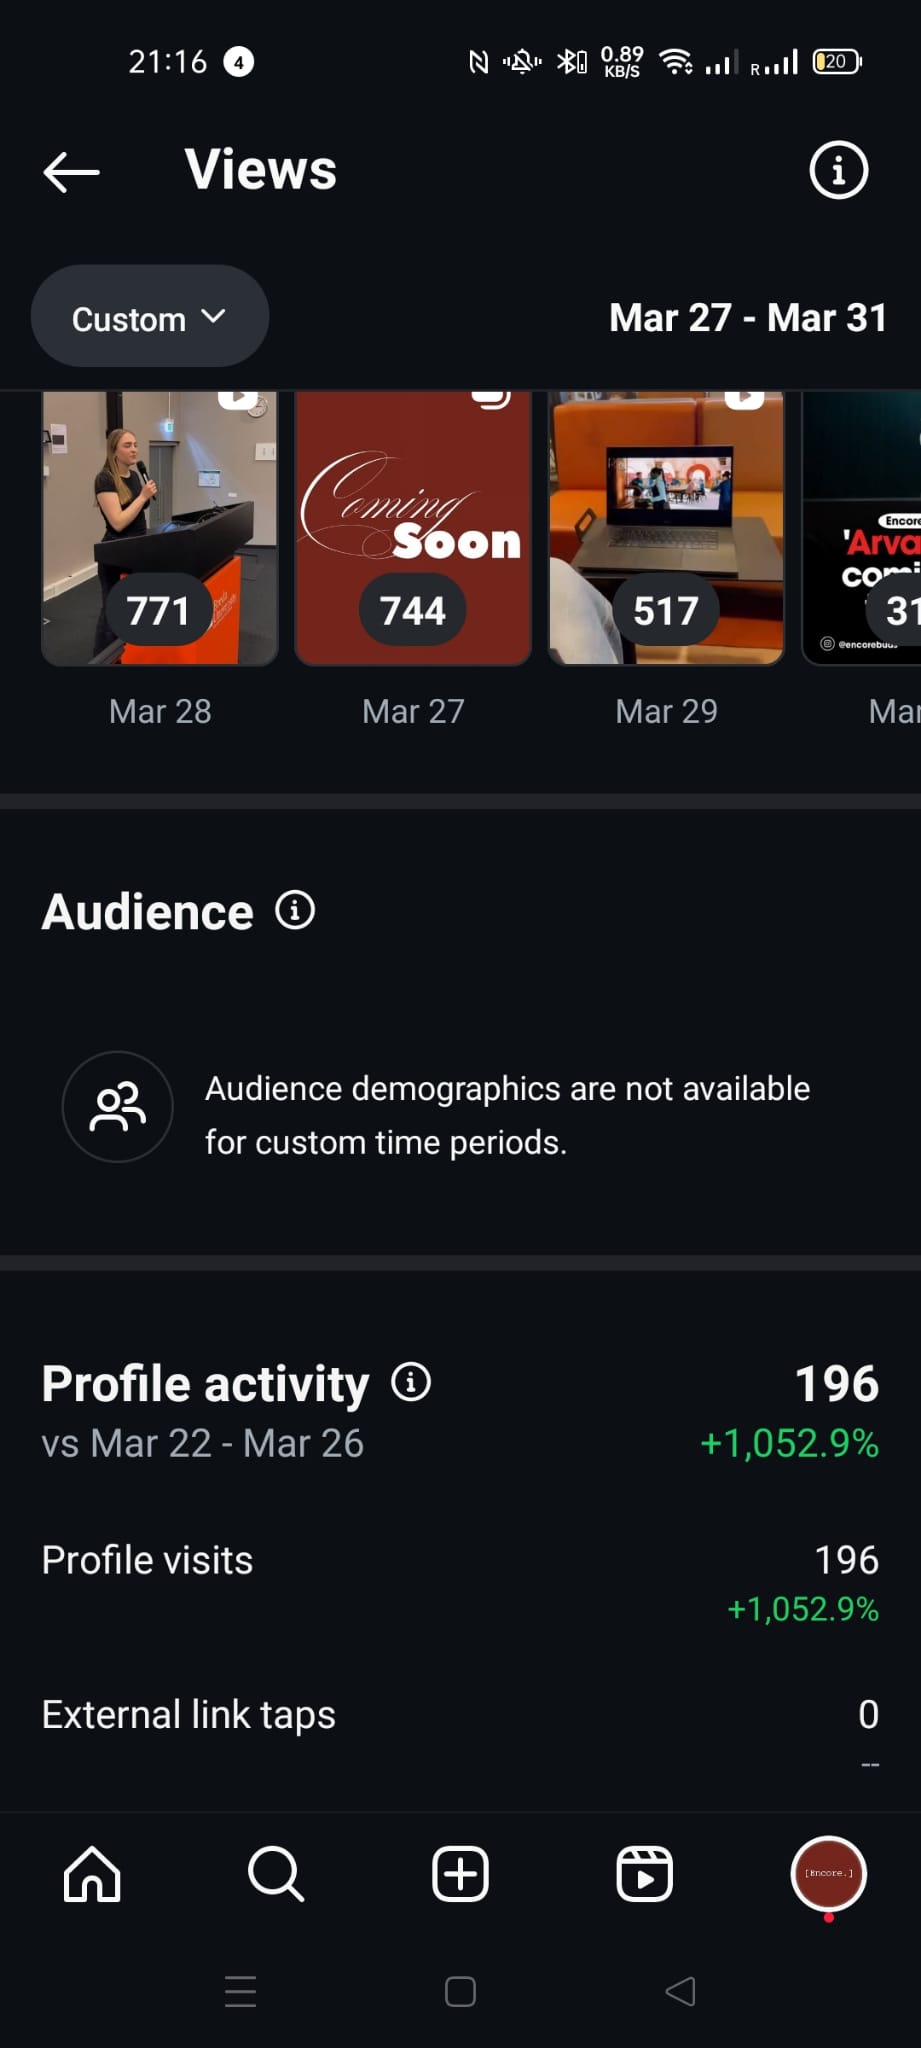 21:16 4 0.89 KB/S R 20
Views
Custom Mar 27 - Mar 31
Coming
Soon
Encore
'Arva
771 744 517 31
@encorebuas
Mar 28 Mar 27 Mar 29 Mar
Audience
Audience demographics are not available
for custom time periods.
Profile activity 196
vs Mar 22 - Mar 26 +1,052.9%
Profile visits 196
+1,052.9%
External link taps 0
--
[Encore.]